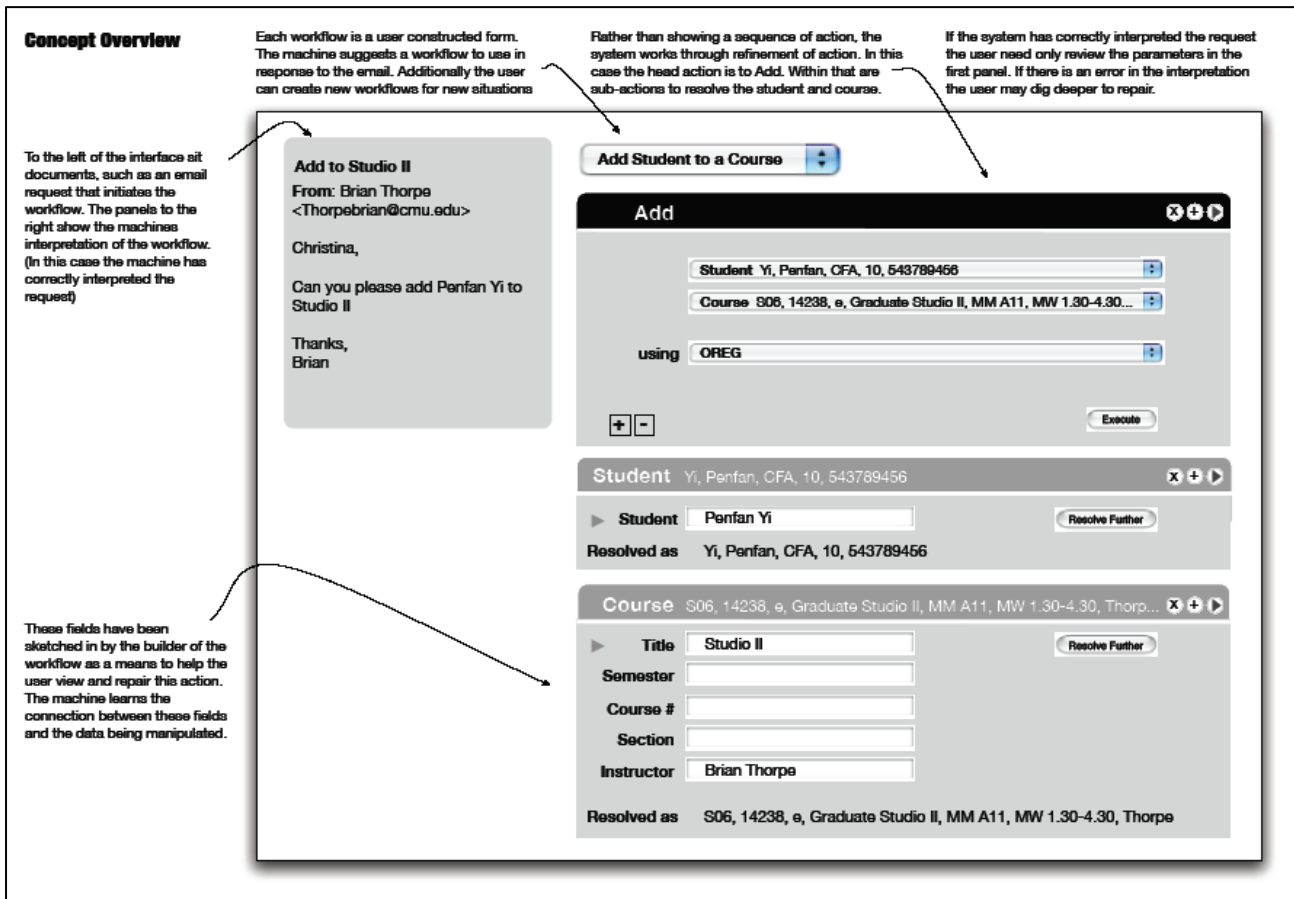 Concept Overview
Each workflow is a user constructed form.
The machine suggests a workflow to use in
response to the email. Additionally the user
can create new workflows for new situations
Rather than showing a sequence of action, the
system works through refinement of action. In this
case the head action is to Add. Within that are
sub-actions to resolve the student and course.
If the system has correctly interpreted the request
the user need only review the parameters in the
first panel. If there is an error in the interpretation
the user may dig deeper to repair.
To the left of the interface sit
documents, such as an email
request that initiates the
workflow. The panels to the
right show the machines
interpretation of the workflow.
(In this case the machine has
correctly interpreted the
request)
Add to Studio II
From: Brian Thorpe
<Thorpebrian@cmu.edu>
Christina,
Can you please add Penfan Yi to
Studio II
Thanks,
Brian
Add Student to a Course
Add
Student Yi, Penfan, CFA, 10, 543789456
Course S06, 14238, e, Graduate Studio II, MM A11, MW 1.30-4.30...
using OREG
+ -
Execute
Student Yi, Penfan, CFA, 10, 543789456
Student Penfan Yi
Resolve Further
Resolved as Yi, Penfan, CFA, 10, 543789456
Course S06, 14238, e, Graduate Studio II, MM A11, MW 1.30-4.30, Thorp...
Title Studio II
Resolve Further
Semester
Course #
Section
Instructor Brian Thorpe
Resolved as S06, 14238, e, Graduate Studio II, MM A11, MW 1.30-4.30, Thorpe
These fields have been
sketched in by the builder of the
workflow as a means to help the
user view and repair this action.
The machine learns the
connection between these fields
and the data being manipulated.